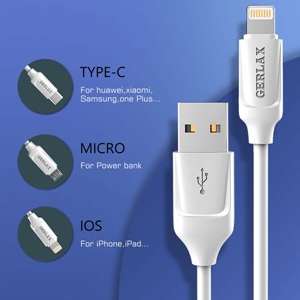 TYPE-C
For huawei,xiaomi,
Samsung,one Plus...
MICRO
For Power bank
IOS
For iPhone,iPad...
GERLAX